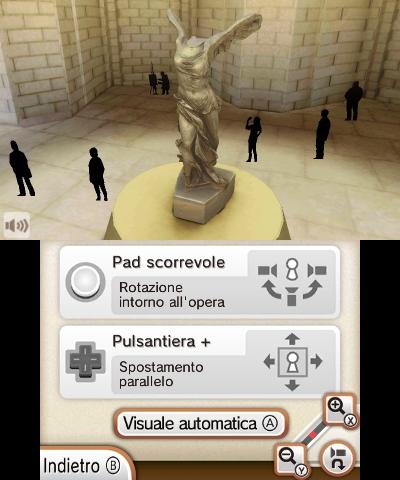 Pad scorrevole
Rotazione
intorno all'opera
Pulsantiera +
Spostamento
parallelo
Visuale automatica Ⓐ
X
Y
Indietro Ⓑ